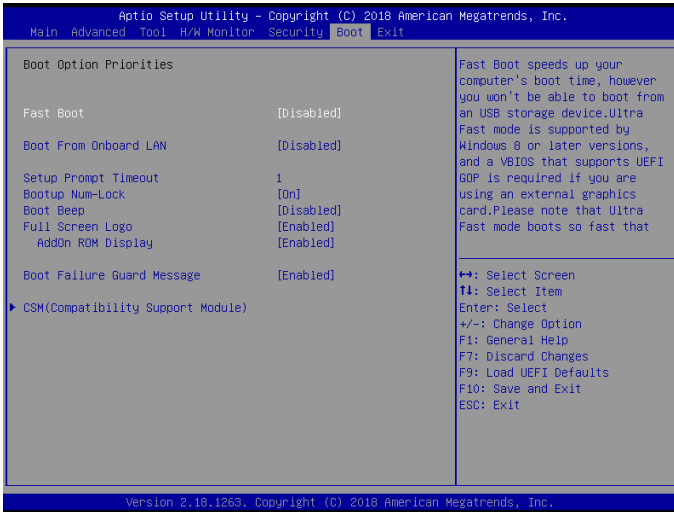 Aptio Setup Utility – Copyright (C) 2018 American Megatrends, Inc.
Main Advanced Tool H/W Monitor Security Boot Exit
Boot Option Priorities
Fast Boot [Disabled]
Boot From Onboard LAN [Disabled]
Setup Prompt Timeout 1
Bootup Num-Lock [On]
Boot Beep [Disabled]
Full Screen Logo [Enabled]
AddOn ROM Display [Enabled]
Boot Failure Guard Message [Enabled]
CSM(Compatibility Support Module)
Fast Boot speeds up your
computer's boot time, however
you won't be able to boot from
an USB storage device.Ultra
Fast mode is supported by
Windows 8 or later versions,
and a VBIOS that supports UEFI
GOP is required if you are
using an external graphics
card.Please note that Ultra
Fast mode boots so fast that
↔: Select Screen
↑↓: Select Item
Enter: Select
+/-: Change Option
F1: General Help
F7: Discard Changes
F9: Load UEFI Defaults
F10: Save and Exit
ESC: Exit
Version 2.18.1263. Copyright (C) 2018 American Megatrends, Inc.